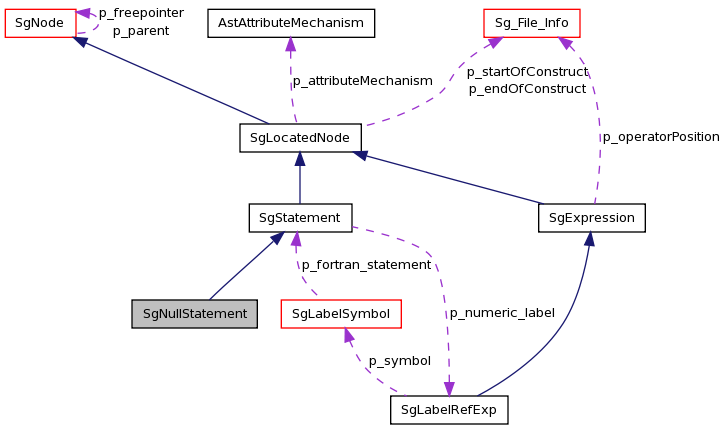 SgNode
p_freepointer
p_parent
AstAttributeMechanism
Sg_File_Info
p_attributeMechanism
p_startOfConstruct
p_endOfConstruct
p_operatorPosition
SgLocatedNode
SgStatement
SgExpression
p_fortran_statement
SgNullStatement
SgLabelSymbol
p_numeric_label
p_symbol
SgLabelRefExp